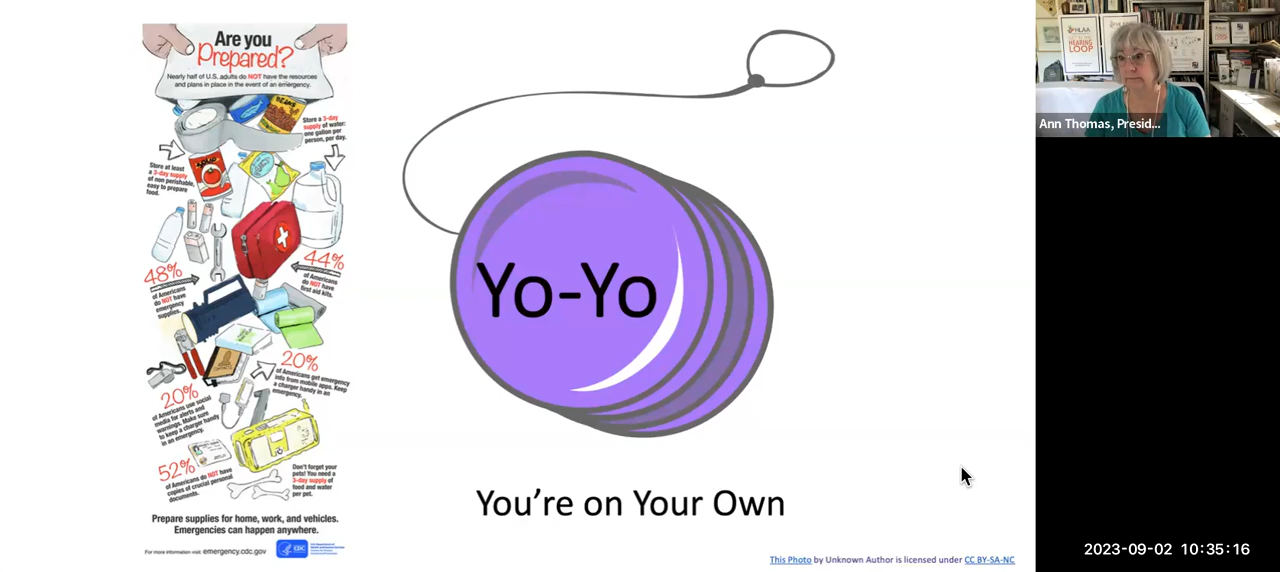 Are you
Prepared?
Nearly half of U.S. adults do NOT have the resources
and plans in place in the event of an emergency.
BEANS
Store a 3-day
supply of water:
one gallon per
person, per day.
Store at least
a 3-day supply
of non perishable,
easy to prepare
food.
SOUP
44%
of Americans
do NOT have
first aid kits.
48%
of Americans
do NOT have
emergency
supplies.
20%
of Americans get emergency
info from mobile apps. Keep
a charger handy in an
emergency.
20%
of Americans use social
media for alerts and
warnings. Make sure
to keep a charger handy
in an emergency.
52%
of Americans do NOT have
copies of crucial personal
documents.
Don't forget your
pets! You need a
3-day supply of
food and water
per pet.
Prepare supplies for home, work, and vehicles.
Emergencies can happen anywhere.
For more information visit: emergency.cdc.gov
CDC
Yo-Yo
You’re on Your Own
This Photo by Unknown Author is licensed under CC BY-SA-NC
HLAA
HEARING
LOOP
Ann Thomas, Presid...
2023-09-02 10:35:16